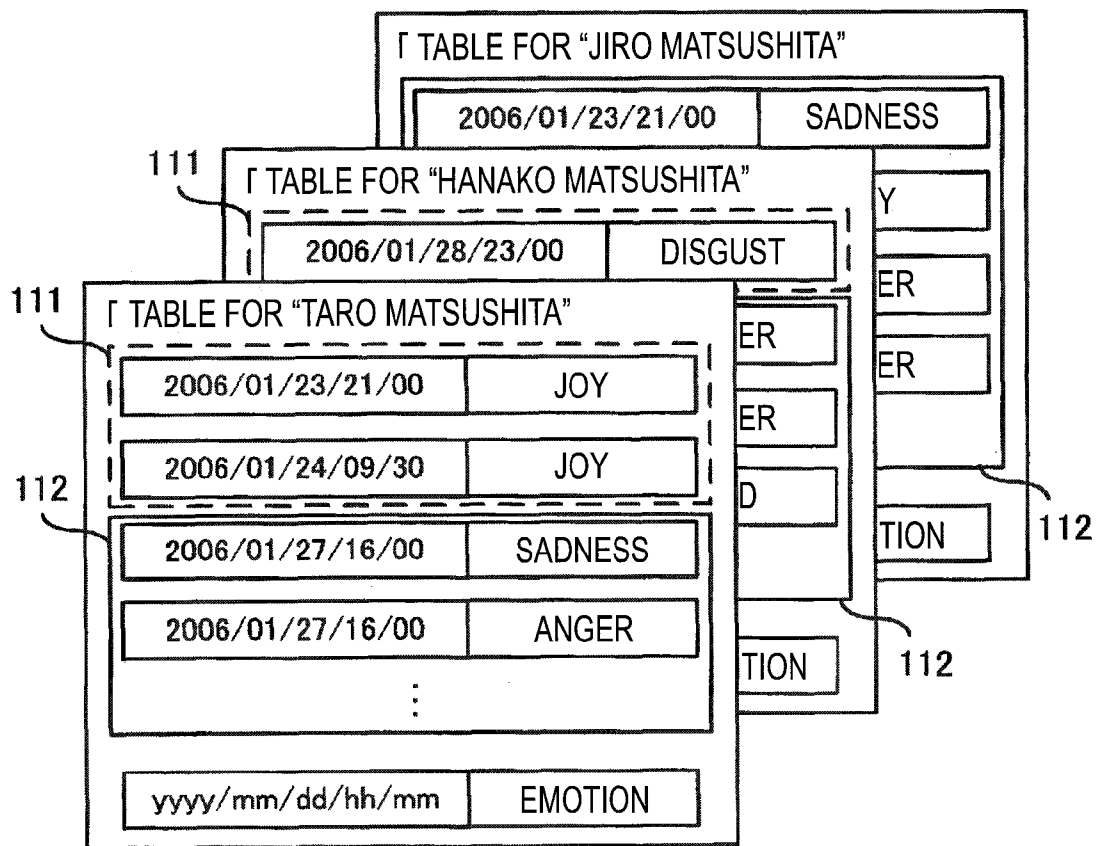 「 TABLE FOR “JIRO MATSUSHITA”
2006/01/23/21/00 SADNESS
Y
ER
ER
TION
112
111
「 TABLE FOR “HANAKO MATSUSHITA”
2006/01/28/23/00 DISGUST
ER
ER
D
TION
112
111
「 TABLE FOR “TARO MATSUSHITA”
2006/01/23/21/00 JOY
2006/01/24/09/30 JOY
112
2006/01/27/16/00 SADNESS
2006/01/27/16/00 ANGER
⋮
yyyy/mm/dd/hh/mm EMOTION